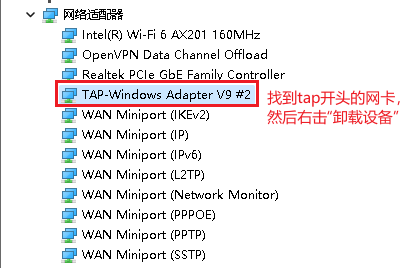 网络适配器
Intel(R) Wi-Fi 6 AX201 160MHz
OpenVPN Data Channel Offload
Realtek PCIe GbE Family Controller
TAP-Windows Adapter V9 #2
找到tap开头的网卡，
然后右击“卸载设备”
WAN Miniport (IKEv2)
WAN Miniport (IP)
WAN Miniport (IPv6)
WAN Miniport (L2TP)
WAN Miniport (Network Monitor)
WAN Miniport (PPPOE)
WAN Miniport (PPTP)
WAN Miniport (SSTP)